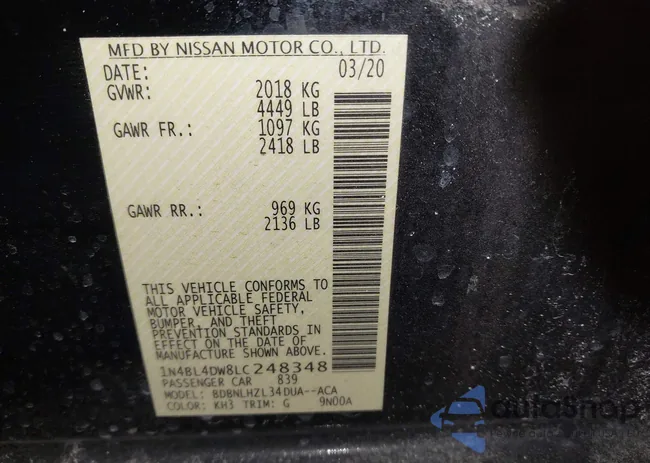 MFD BY NISSAN MOTOR CO., LTD.
DATE: 03/20
GVWR: 2018 KG
4449 LB
GAWR FR.: 1097 KG
2418 LB
GAWR RR.: 969 KG
2136 LB
THIS VEHICLE CONFORMS TO
ALL APPLICABLE FEDERAL
MOTOR VEHICLE SAFETY,
BUMPER, AND THEFT
PREVENTION STANDARDS IN
EFFECT ON THE DATE OF
MANUFACTURE SHOWN ABOVE.
1N4BL4DW8LC248348
PASSENGER CAR 839
MODEL: BDBNLHZL34DUA--ACA
COLOR: KH3 TRIM: G 9N00A
autaShop